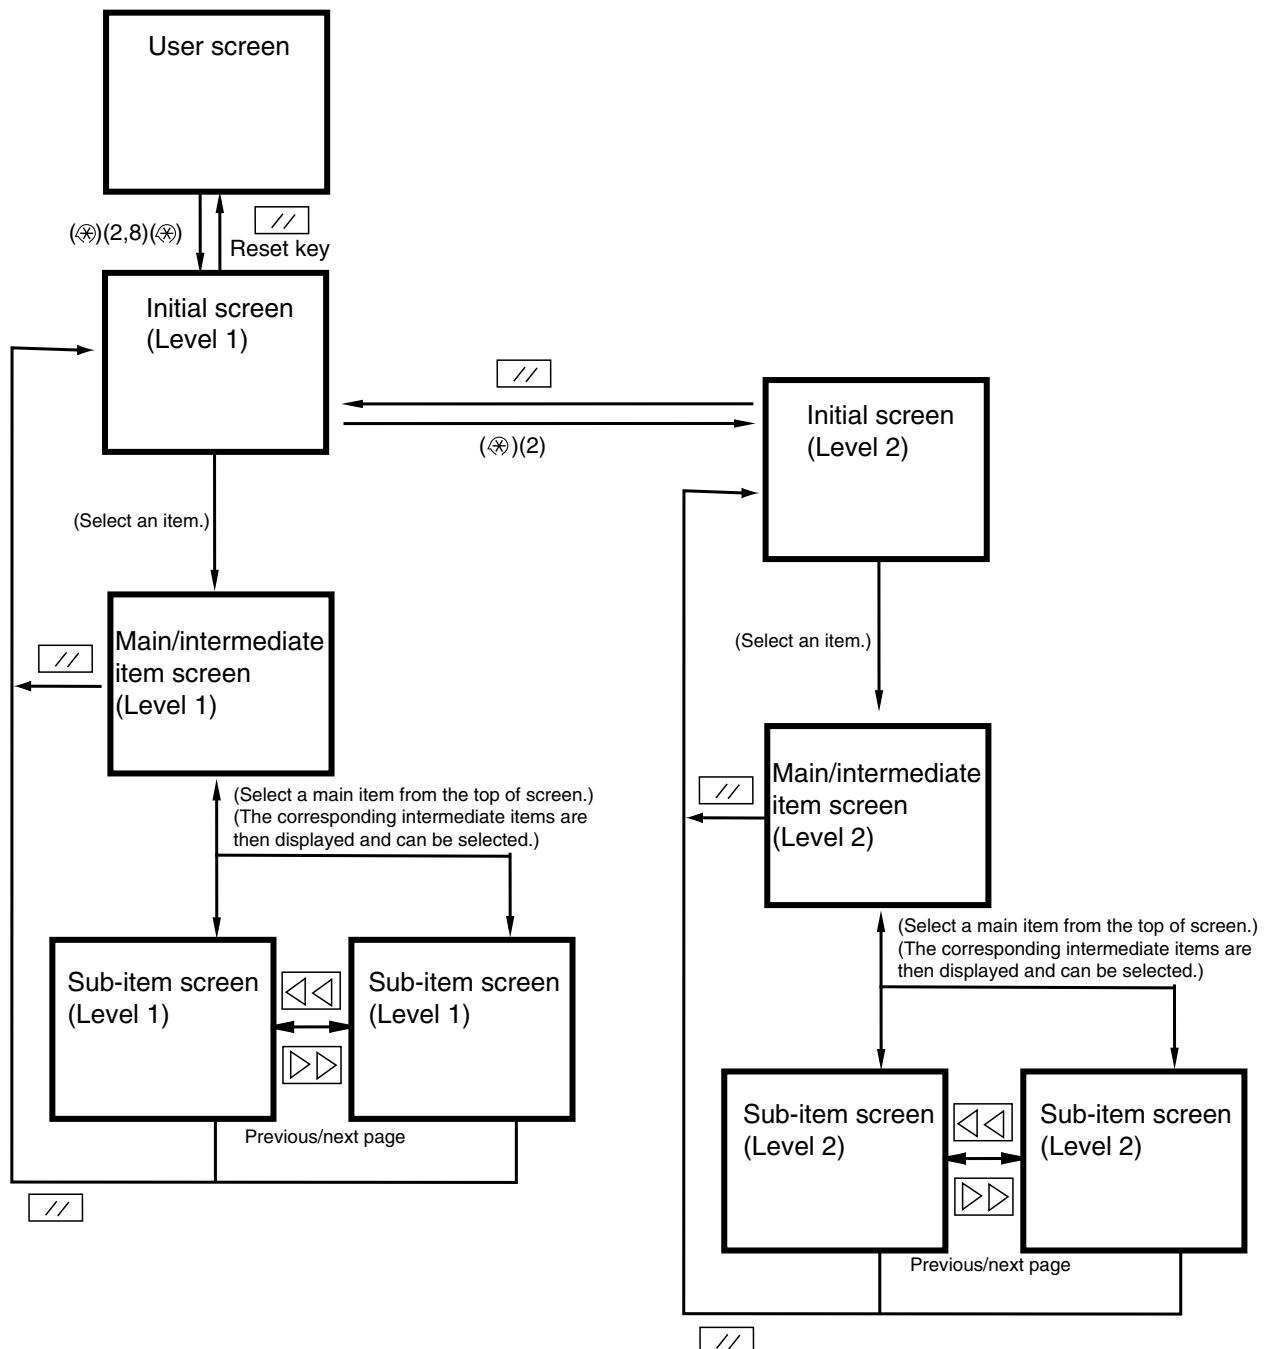 User screen
(✳)(2,8)(✳)
//
Reset key
Initial screen
(Level 1)
//
(✳)(2)
Initial screen
(Level 2)
(Select an item.)
Main/intermediate
item screen
(Level 1)
//
(Select a main item from the top of screen.)
(The corresponding intermediate items are
then displayed and can be selected.)
Sub-item screen
(Level 1)
Sub-item screen
(Level 1)
Previous/next page
//
(Select an item.)
Main/intermediate
item screen
(Level 2)
//
(Select a main item from the top of screen.)
(The corresponding intermediate items are
then displayed and can be selected.)
Sub-item screen
(Level 2)
Sub-item screen
(Level 2)
Previous/next page
//